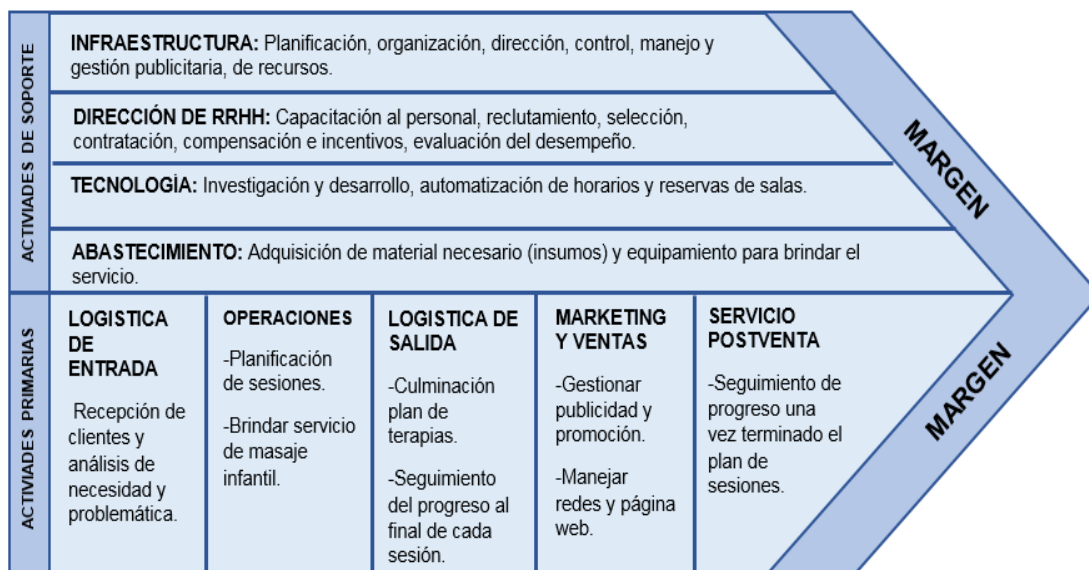 ACTIVIADES DE SOPORTE
INFRAESTRUCTURA: Planificación, organización, dirección, control, manejo y
gestión publicitaria, de recursos.
DIRECCIÓN DE RRHH: Capacitación al personal, reclutamiento, selección,
contratación, compensación e incentivos, evaluación del desempeño.
TECNOLOGÍA: Investigación y desarrollo, automatización de horarios y reservas de salas.
ABASTECIMIENTO: Adquisición de material necesario (insumos) y equipamiento para brindar el
servicio.
MARGEN
ACTIVIADES PRIMARIAS
LOGISTICA
DE
ENTRADA
Recepción de
clientes y
análisis de
necesidad y
problemática.
OPERACIONES
-Planificación
de sesiones.
-Brindar servicio
de masaje
infantil.
LOGISTICA DE
SALIDA
-Culminación
plan de
terapias.
-Seguimiento
del progreso al
final de cada
sesión.
MARKETING
Y VENTAS
-Gestionar
publicidad y
promoción.
-Manejar
redes y página
web.
SERVICIO
POSTVENTA
-Seguimiento de
progreso una
vez terminado el
plan de
sesiones.
MARGEN